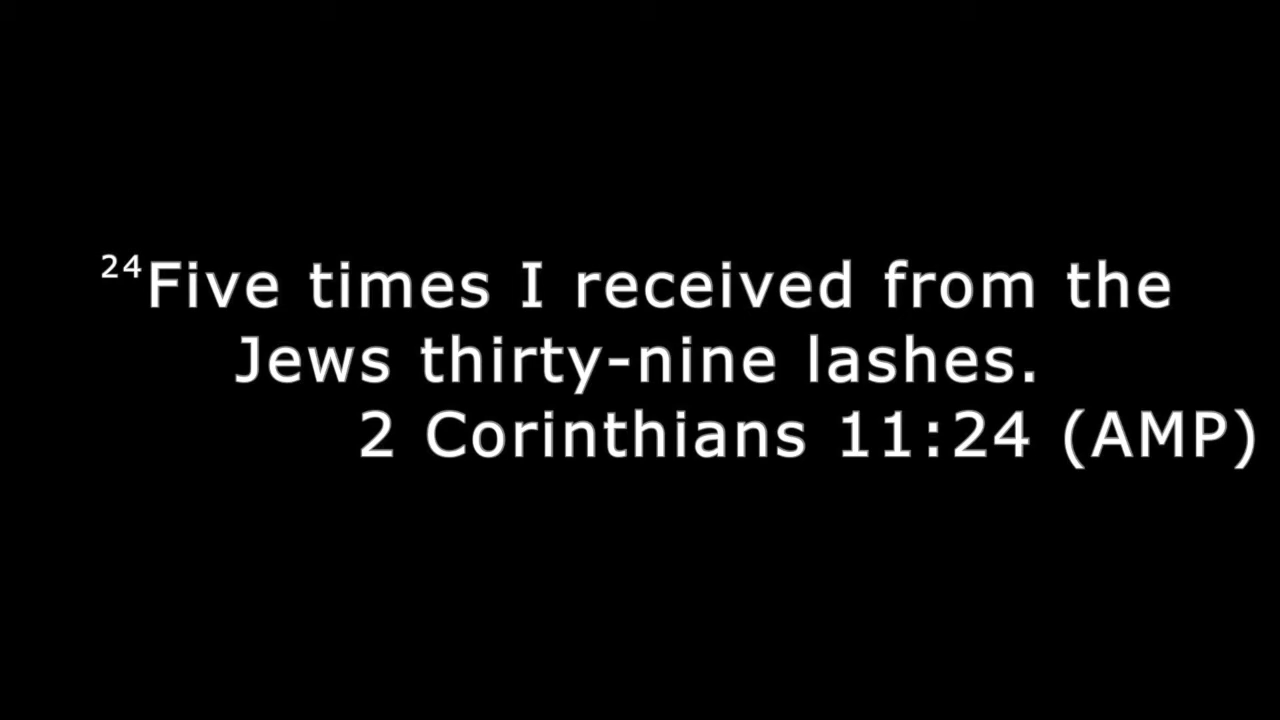 ²⁴Five times I received from the
Jews thirty-nine lashes.
2 Corinthians 11:24 (AMP)